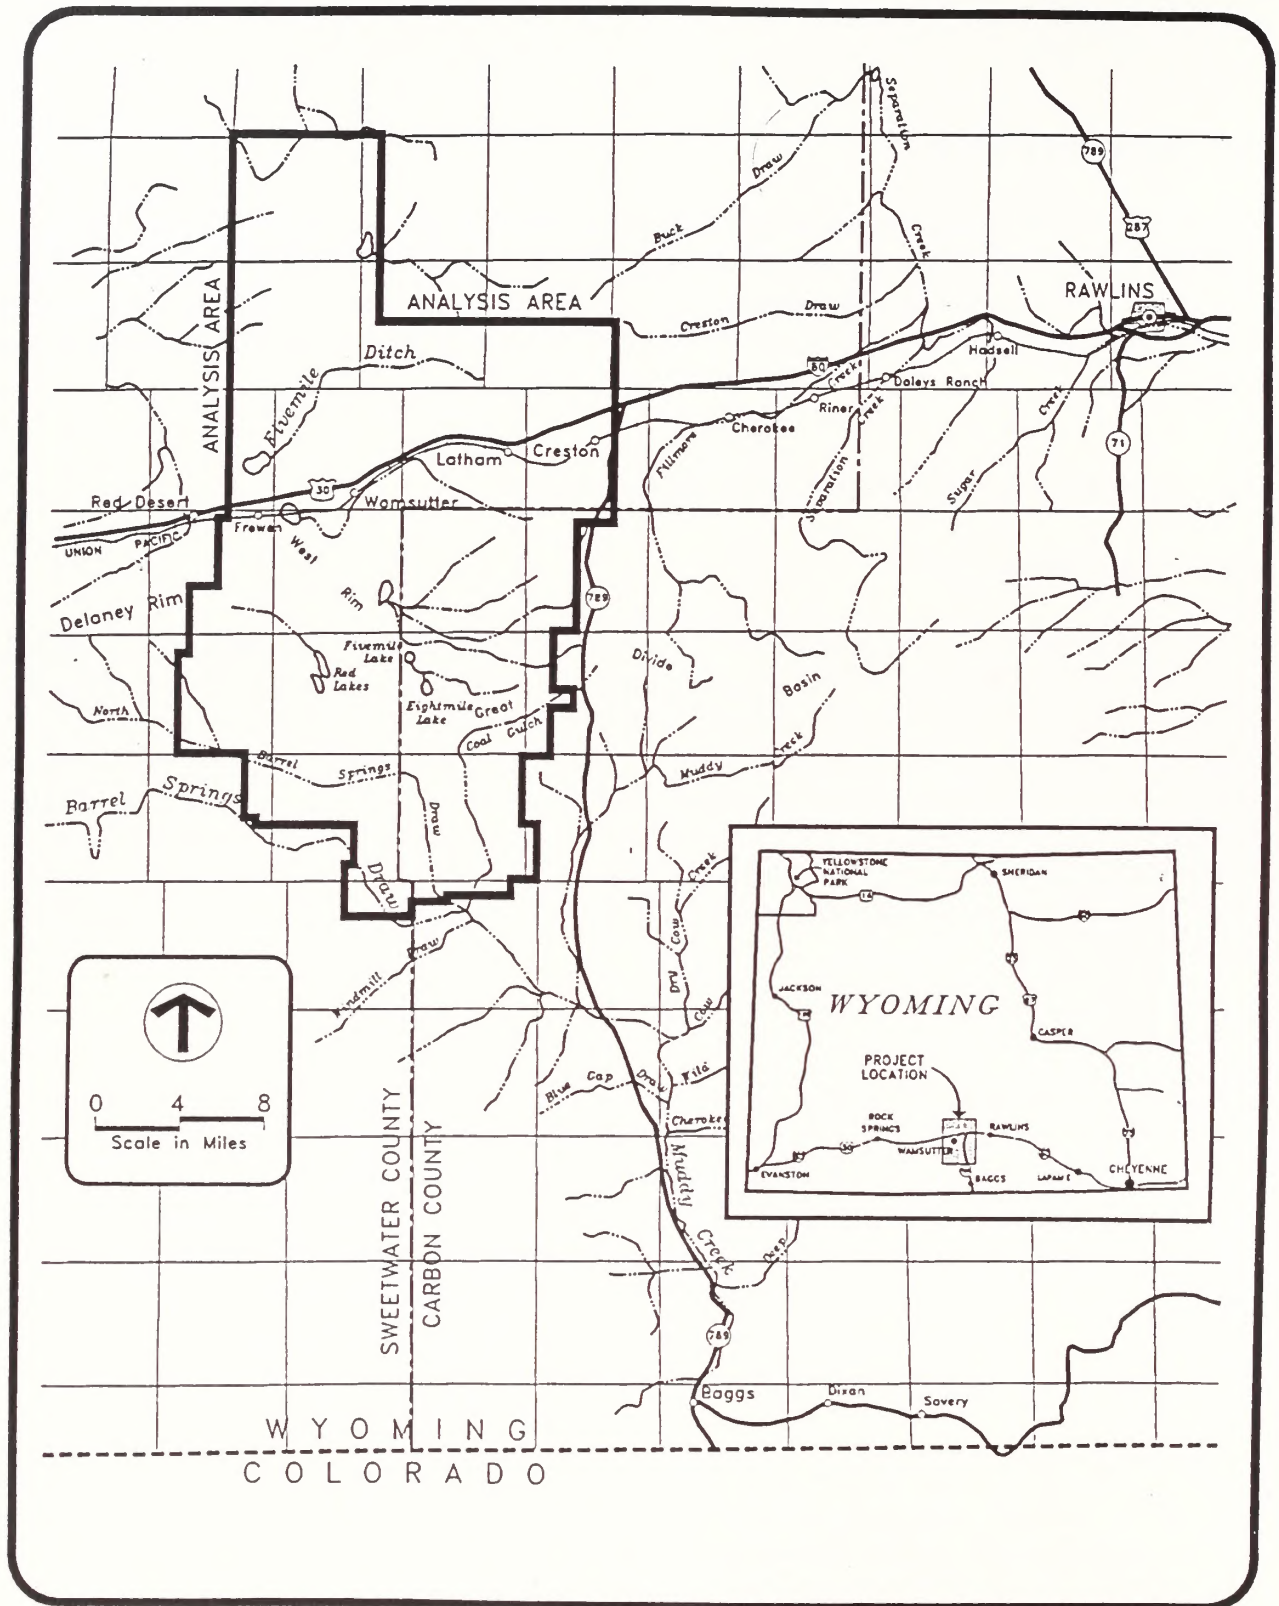 Separation
789
Draw
287
Buck
Creek
ANALYSIS AREA
RAWLINS
ANALYSIS AREA
Creston
Draw
Ditch
Hadsell
80
Creek
Daleys Ranch
Fivemile
Riner
Creek
Creek
Cherokee
Fillmore
Latham
Creston
71
Separation
Sugar
Red Desert
30
Wamsutter
Frewen
UNION
PACIFIC
West
Rim
789
Delaney Rim
Fivemile
Lake
Divide
Red
Lakes
Basin
Eightmile
Lake
Great
North
Coal Gulch
Barrel
Springs
Muddy
Creek
Barrel
Springs
Draw
Draw
Creek
Cow
Dry
Cow
Windmill
Draw
Blue
Gap
Draw
Wild
Cherokee
Muddy
Creek
Deep
0
4
8
Scale in Miles
SWEETWATER COUNTY
CARBON COUNTY
YELLOWSTONE
NATIONAL
PARK
SHERIDAN
JACKSON
WYOMING
CASPER
PROJECT
LOCATION
ROCK
SPRINGS
RAWLINS
WAMSUTTER
EVANSTON
BAGGS
CHEYENNE
789
Baggs
Dixon
Savery
WYOMING
COLORADO